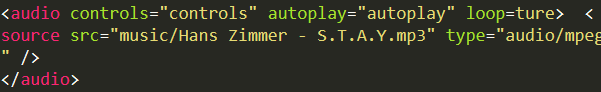 <audio controls="controls" autoplay="autoplay" loop=ture>  <
source src="music/Hans Zimmer - S.T.A.Y.mp3" type="audio/mpeg
" />
</audio>